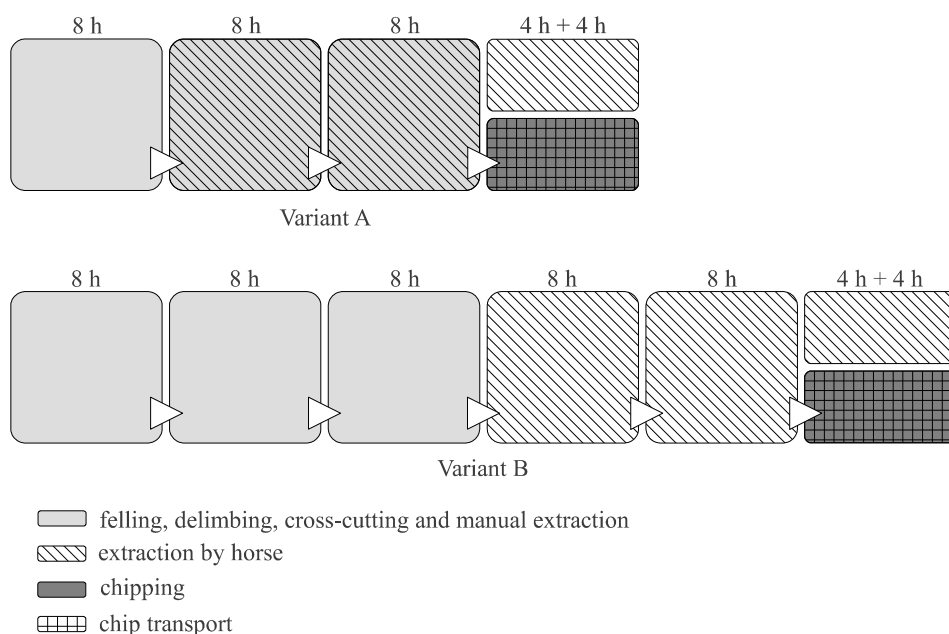 8 h 8 h 8 h 4 h + 4 h
Variant A
8 h 8 h 8 h 8 h 8 h 4 h + 4 h
Variant B
felling, delimbing, cross-cutting and manual extraction
extraction by horse
chipping
chip transport